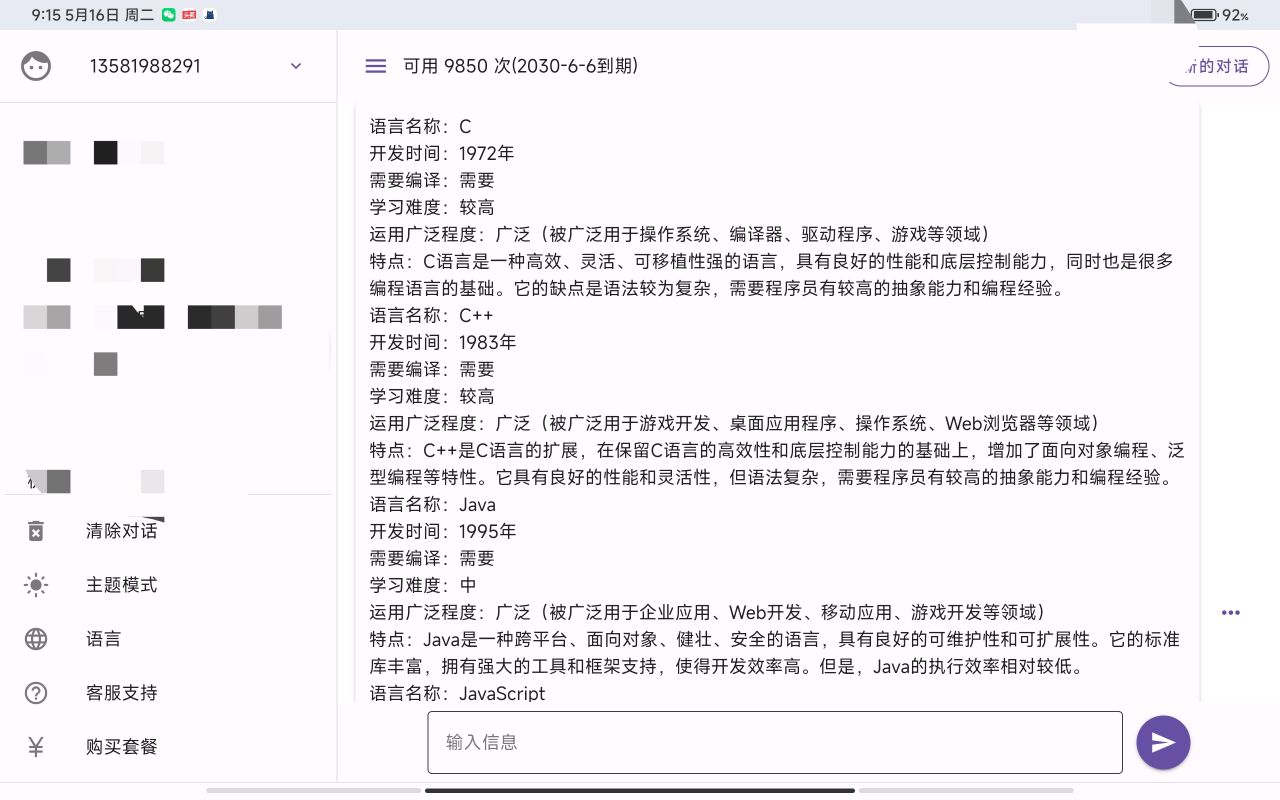 9:15 5月16日 周二
92%
13581988291
可用 9850 次(2030-6-6到期)
的对话
语言名称：C
开发时间：1972年
需要编译：需要
学习难度：较高
运用广泛程度：广泛（被广泛用于操作系统、编译器、驱动程序、游戏等领域）
特点：C语言是一种高效、灵活、可移植性强的语言，具有良好的性能和底层控制能力，同时也是很多
编程语言的基础。它的缺点是语法较为复杂，需要程序员有较高的抽象能力和编程经验。
语言名称：C++
开发时间：1983年
需要编译：需要
学习难度：较高
运用广泛程度：广泛（被广泛用于游戏开发、桌面应用程序、操作系统、Web浏览器等领域）
特点：C++是C语言的扩展，在保留C语言的高效性和底层控制能力的基础上，增加了面向对象编程、泛
型编程等特性。它具有良好的性能和灵活性，但语法复杂，需要程序员有较高的抽象能力和编程经验。
语言名称：Java
开发时间：1995年
需要编译：需要
学习难度：中
运用广泛程度：广泛（被广泛用于企业应用、Web开发、移动应用、游戏开发等领域）
特点：Java是一种跨平台、面向对象、健壮、安全的语言，具有良好的可维护性和可扩展性。它的标准
库丰富，拥有强大的工具和框架支持，使得开发效率高。但是，Java的执行效率相对较低。
语言名称：JavaScript
清除对话
主题模式
语言
客服支持
购买套餐
输入信息